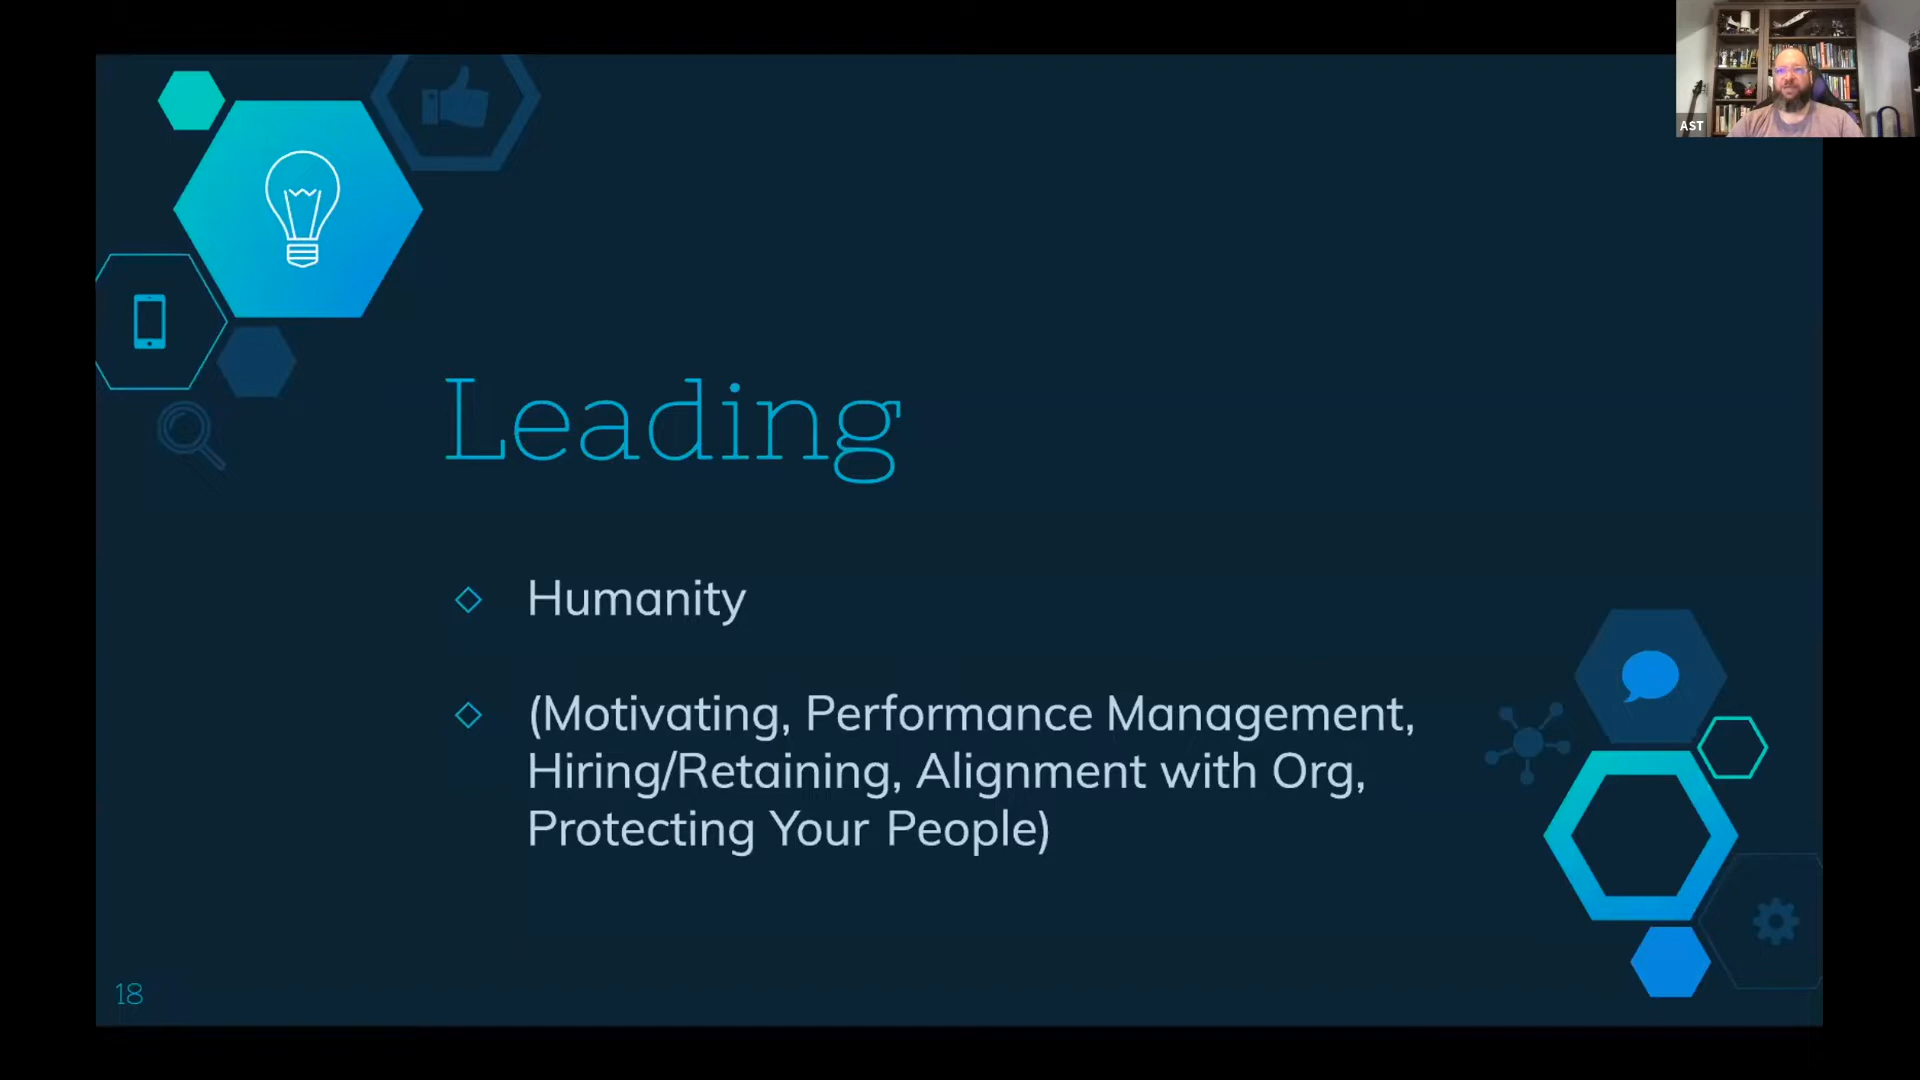 AST
Leading
Humanity
(Motivating, Performance Management,
Hiring/Retaining, Alignment with Org,
Protecting Your People)
18